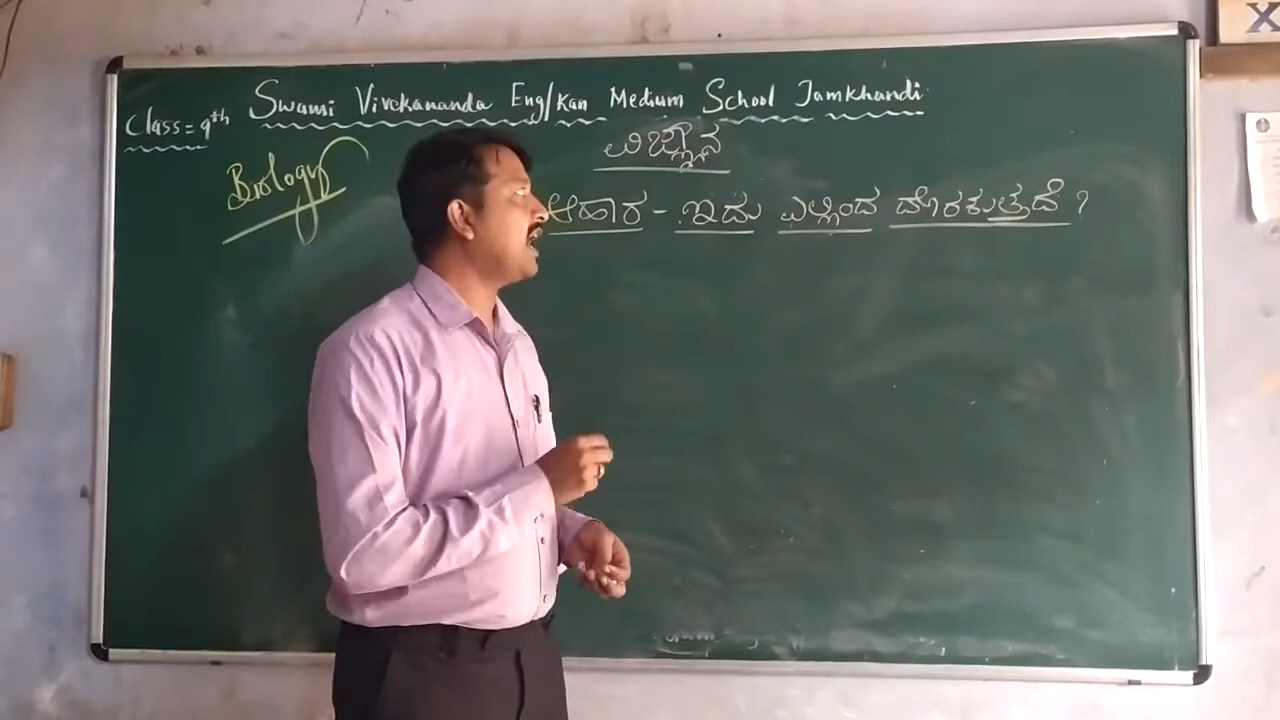 Swami Vivekananda Eng/Kan Medium School Jamkhandi
Class = 9th
ವಿಜ್ಞಾನ
Biology
ಆಹಾರ - ಇದು ಎಲ್ಲಿಂದ ದೊರಕುತ್ತದೆ ?
X